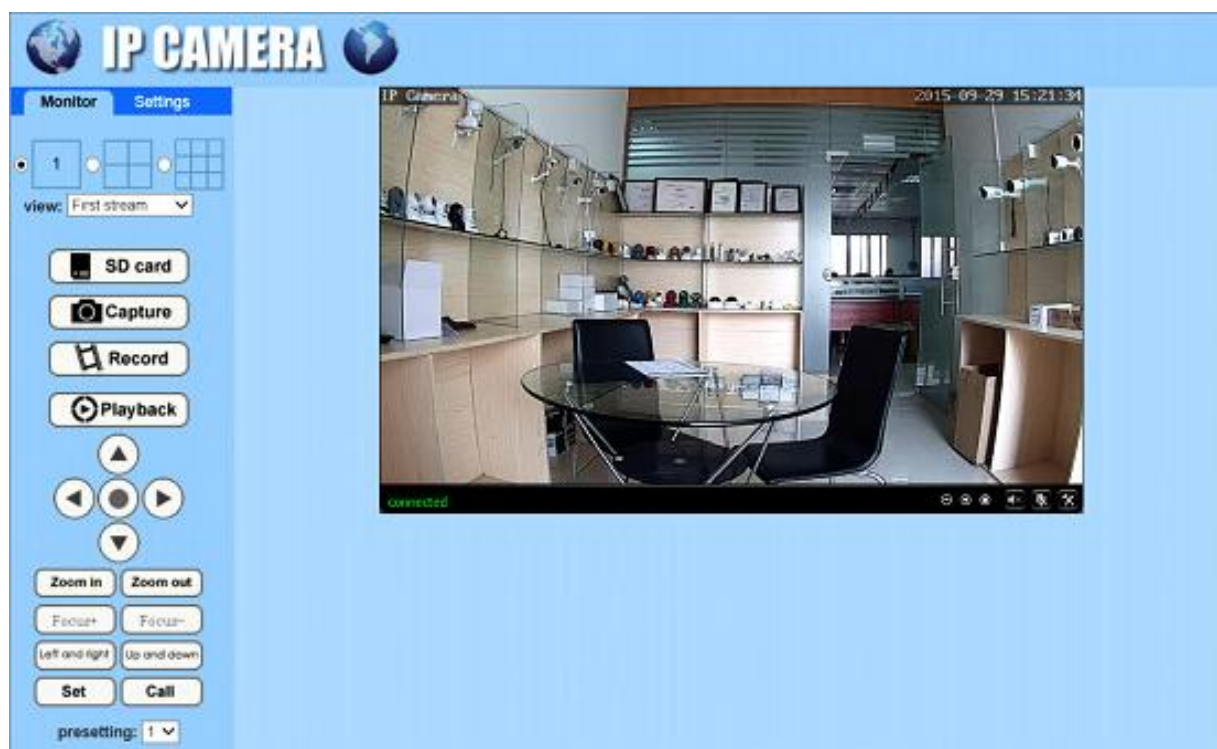 IP CAMERA
Monitor Settings
1
view: First stream
SD card
Capture
Record
Playback
Zoom in Zoom out
Focus+ Focus-
Left and right Up and down
Set Call
presetting: 1
IP Camera 2015-09-29 15:21:34
connected